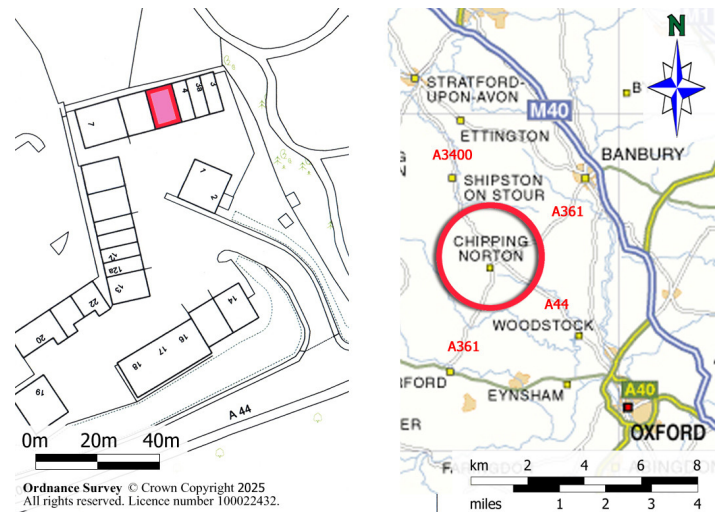 7
4
3B
3
1
2
12
12a
13
22
20
19
14
16
17
18
A 44
0m 20m 40m
Ordnance Survey © Crown Copyright 2025
All rights reserved. Licence number 100022432.
N
STRATFORD-
UPON-AVON
B
M40
ETTINGTON
BANBURY
A3400
SHIPSTON
ON STOUR
A361
CHIPPING
NORTON
A44
WOODSTOCK
A361
RFORD
EYNSHAM
A40
ER
OXFORD
km 2 4 6 8
miles 1 2 3 4